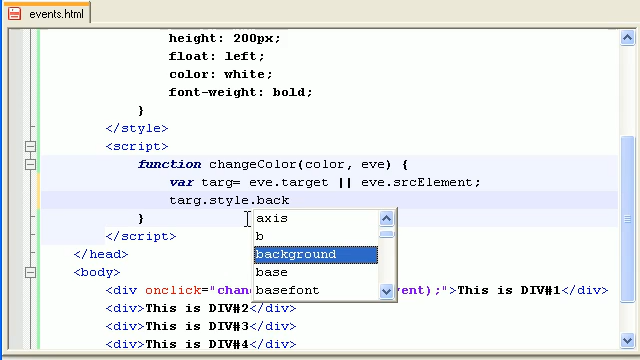 events.html
height: 200px;
float: left;
color: white;
font-weight: bold;
}
</style>
<script>
function changeColor(color, eve) {
var targ= eve.target || eve.srcElement;
targ.style.back
axis
}
b
</script>
background
</head>
base
<body>
basefont
<div onclick="chan vent);">This is DIV#1</div>
<div>This is DIV#2</div>
<div>This is DIV#3</div>
<div>This is DIV#4</div>